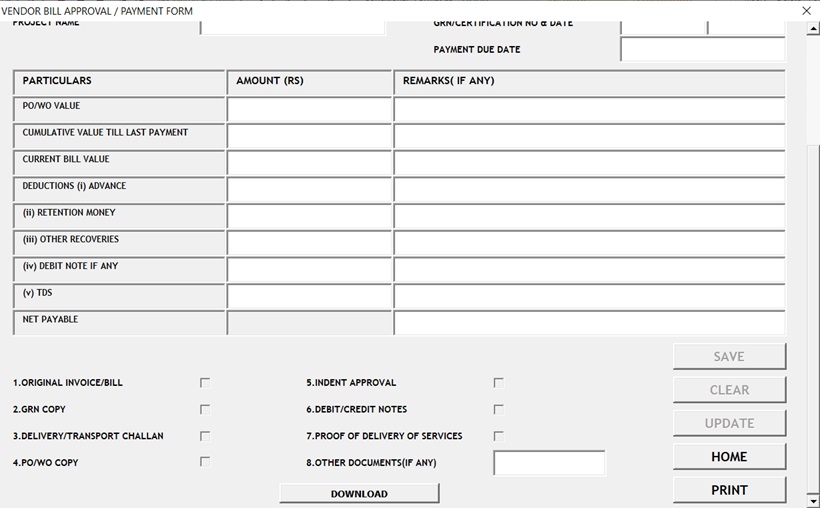 VENDOR BILL APPROVAL / PAYMENT FORM
PROJECT NAME
GRN/CERTIFICATION NO & DATE
PAYMENT DUE DATE
PARTICULARS AMOUNT (RS) REMARKS( IF ANY)
PO/WO VALUE
CUMULATIVE VALUE TILL LAST PAYMENT
CURRENT BILL VALUE
DEDUCTIONS (i) ADVANCE
(ii) RETENTION MONEY
(iii) OTHER RECOVERIES
(iv) DEBIT NOTE IF ANY
(v) TDS
NET PAYABLE
SAVE
CLEAR
UPDATE
HOME
PRINT
1.ORIGINAL INVOICE/BILL
2.GRN COPY
3.DELIVERY/TRANSPORT CHALLAN
4.PO/WO COPY
5.INDENT APPROVAL
6.DEBIT/CREDIT NOTES
7.PROOF OF DELIVERY OF SERVICES
8.OTHER DOCUMENTS(IF ANY)
DOWNLOAD